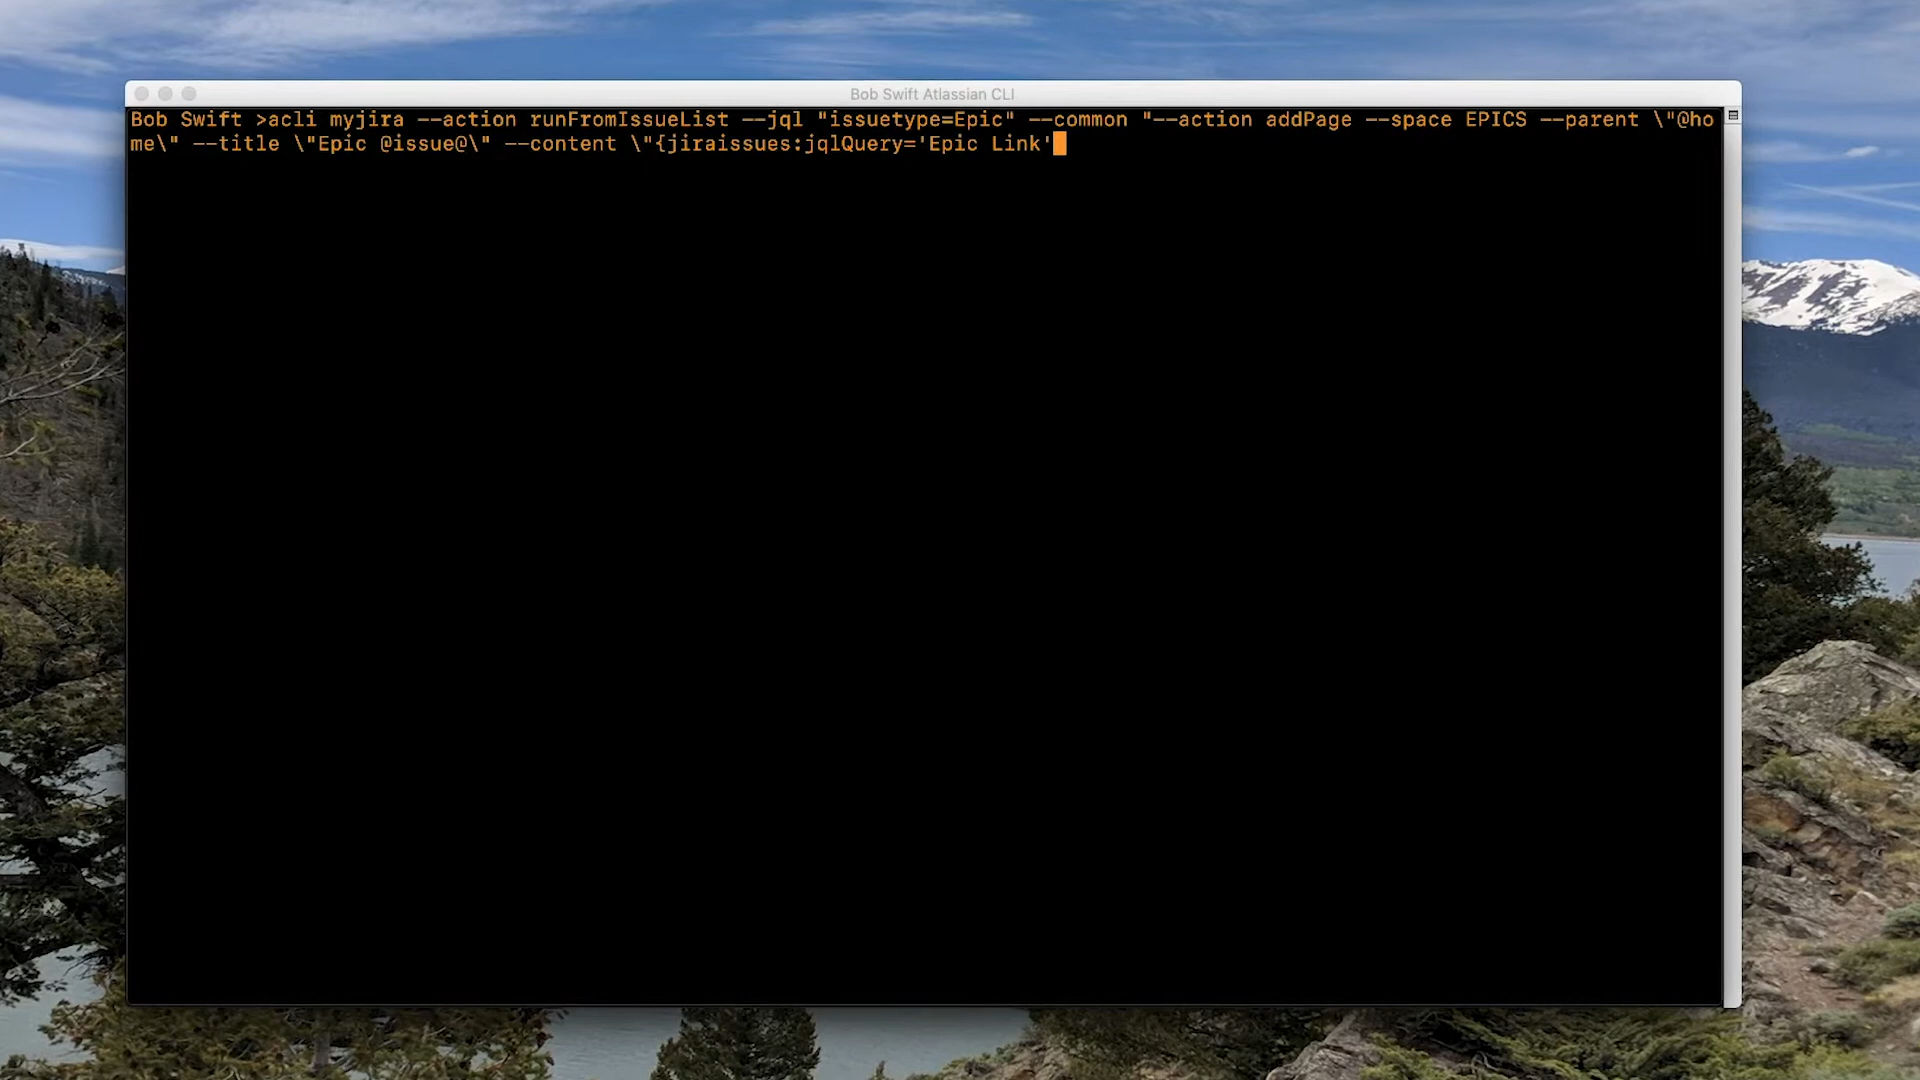 Bob Swift Atlassian CLI
Bob Swift >acli myjira --action runFromIssueList --jql "issuetype=Epic" --common "--action addPage --space EPICS --parent \"@ho
me\" --title \"Epic @issue@\" --content \"{jiraissues:jqlQuery='Epic Link'